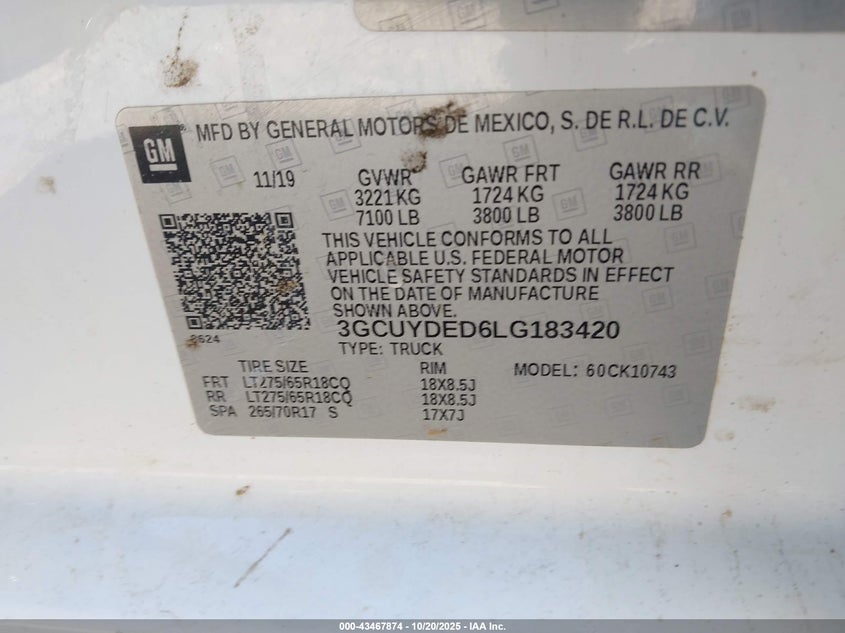 GM
MFD BY GENERAL MOTORS DE MEXICO, S. DE R.L. DE C.V.
11/19 GVWR GAWR FRT GAWR RR
3221 KG 1724 KG 1724 KG
7100 LB 3800 LB 3800 LB
THIS VEHICLE CONFORMS TO ALL
APPLICABLE U.S. FEDERAL MOTOR
VEHICLE SAFETY STANDARDS IN EFFECT
ON THE DATE OF MANUFACTURE
SHOWN ABOVE.
3GCUYDED6LG183420
TYPE: TRUCK
TIRE SIZE RIM MODEL: 60CK10743
FRT LT275/65R18CQ 18X8.5J
RR LT275/65R18CQ 18X8.5J
SPA 265/70R17 S 17X7J
000-43467874 - 10/20/2025 - IAA Inc.